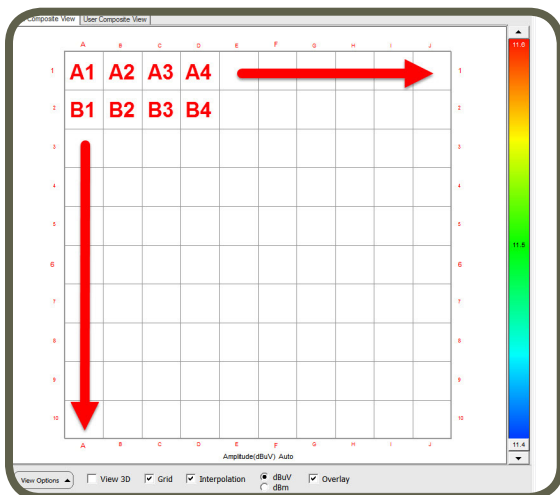 Composite View User Composite View
A B C D E F G H I J
11.6
1 A1 A2 A3 A4 1
2 B1 B2 B3 B4 2
3 3
4 4
5 5
11.5
6 6
7 7
8 8
9 9
10 10
A B C D E F G H I J
11.4
Amplitude(dBuV) Auto
View Options View 3D Grid Interpolation dBuV Overlay
dBm